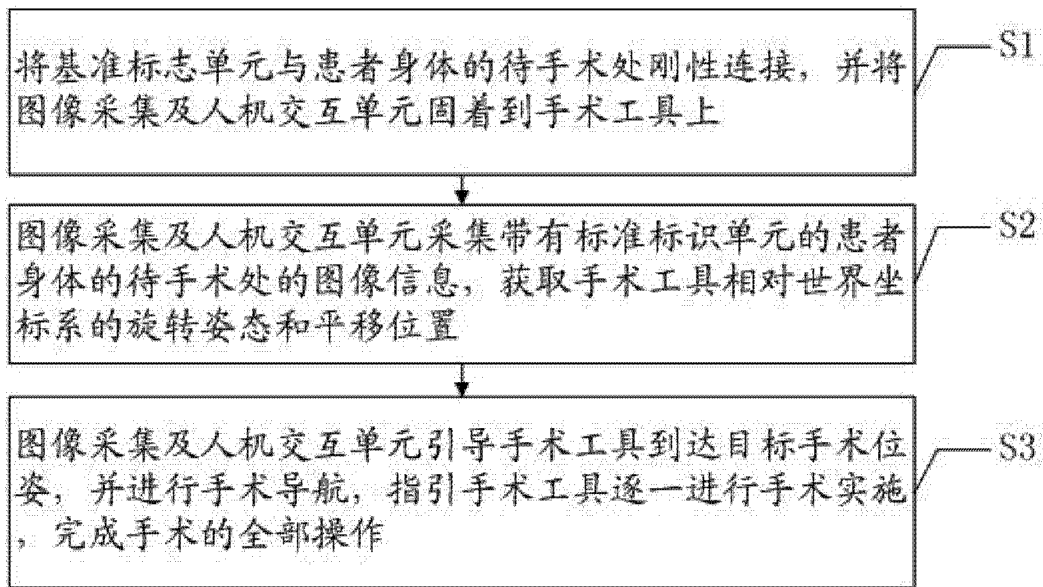 将基准标志单元与患者身体的待手术处刚性连接，并将
图像采集及人机交互单元固着到手术工具上
S1
图像采集及人机交互单元采集带有标准标识单元的患者
身体的待手术处的图像信息，获取手术工具相对世界坐
标系的旋转姿态和平移位置
S2
图像采集及人机交互单元引导手术工具到达目标手术位
姿，并进行手术导航，指引手术工具逐一进行手术实施
，完成手术的全部操作
S3